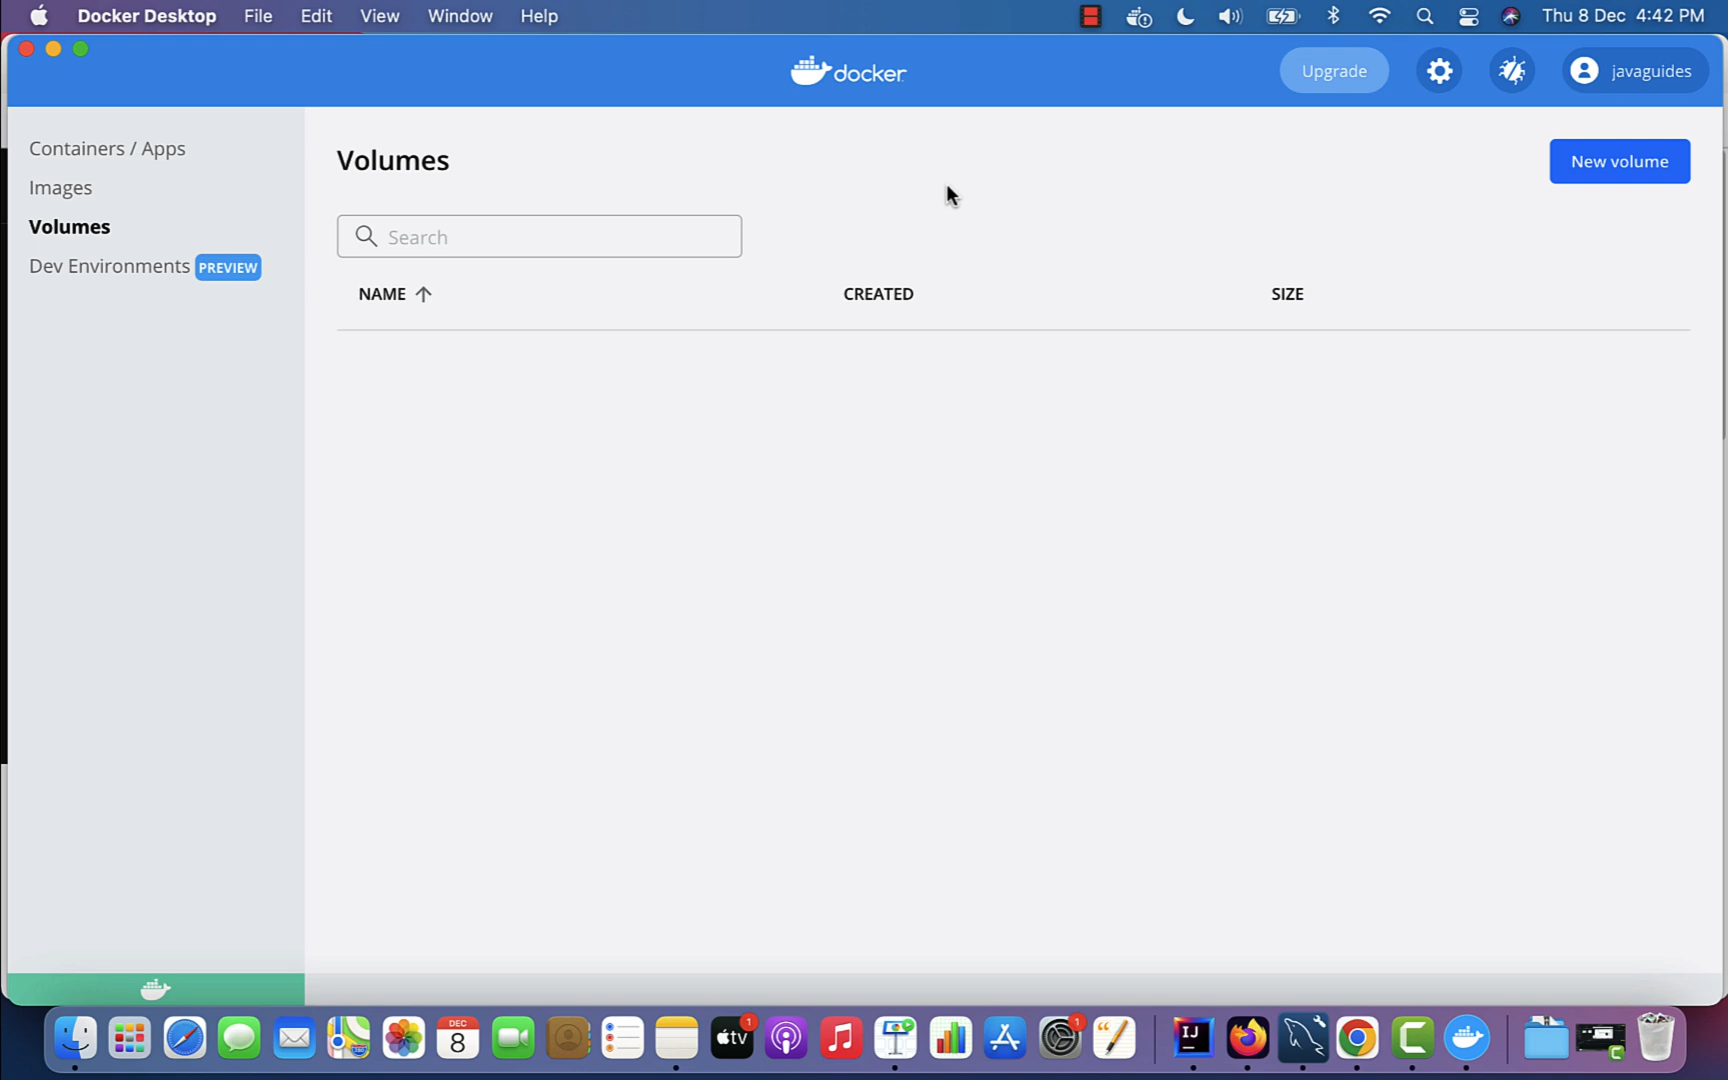 Docker Desktop File Edit View Window Help Thu 8 Dec 4:42 PM
docker
Upgrade
javaguides
Containers / Apps
Images
Volumes
Dev Environments PREVIEW
Volumes
New volume
Search
NAME CREATED SIZE
DEC
8
tv
1
1
IJ